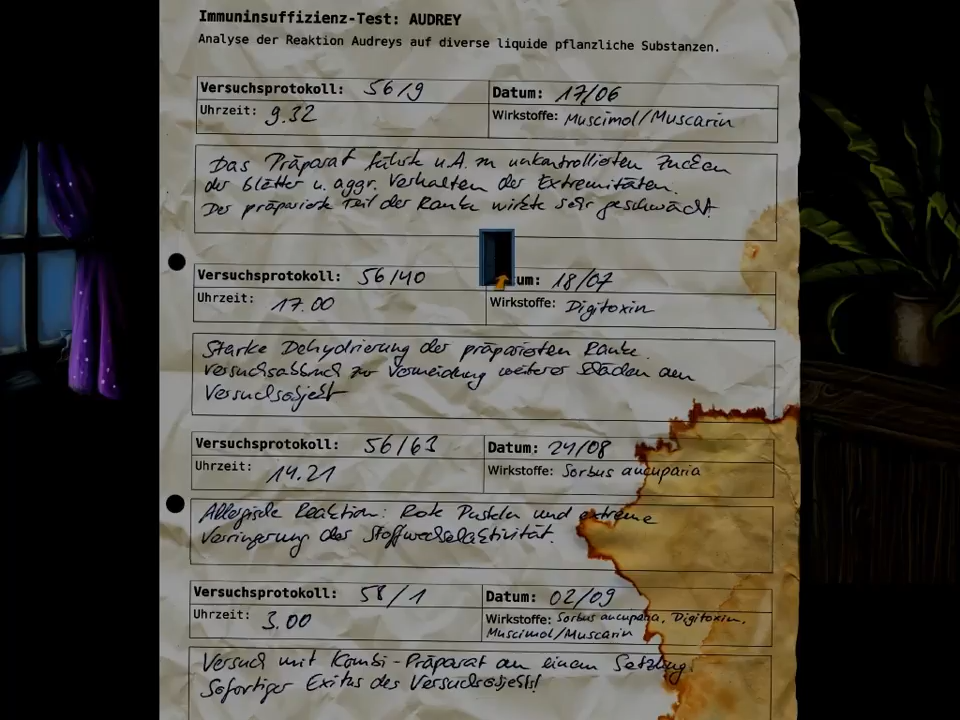 Immuninsuffizienz-Test: AUDREY
Analyse der Reaktion Audreys auf diverse liquide pflanzliche Substanzen.
Versuchsprotokoll: 56/9 Datum: 17/06
Uhrzeit: 9.32 Wirkstoffe: Muscimol/Muscarin
Das Präparat führte u.A. zu unkontrollierten Zucken
der Blätter u. aggr. Verhalten der Extremitäten.
Der präparierte Teil der Ranke wirkte sehr geschwächt.
Versuchsprotokoll: 56/40 um: 18/07
Uhrzeit: 17.00 Wirkstoffe: Digitoxin
Starke Dehydrierung der präparierten Ranke.
Versuchsabbruch zur Vermeidung weiterer Schäden am
Versuchsobjekt
Versuchsprotokoll: 56/63 Datum: 24/08
Uhrzeit: 14.21 Wirkstoffe: Sorbus aucuparia
Allergische Reaktion: Rote Pusteln und extreme
Verringerung der Stoffwechselaktivität.
Versuchsprotokoll: 58/1 Datum: 02/09
Uhrzeit: 3.00 Wirkstoffe: Sorbus aucuparia, Digitoxin,
Muscimol/Muscarin
Versuch mit Kombi-Präparat an einem Setzling.
Sofortiger Exitus des Versuchsobjekts!